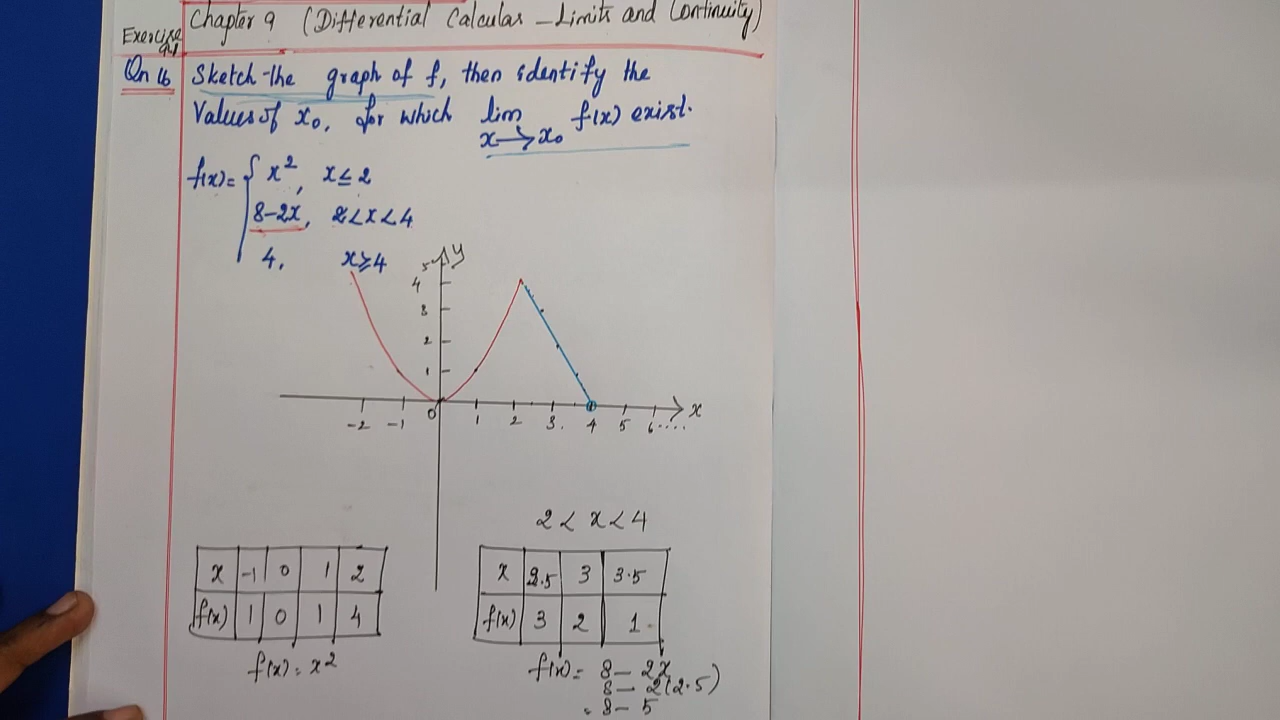 Chapter 9 (Differential Calculas – Limits and Continuity)
Exercise 9.1
Qn 16 Sketch the graph of f, then identify the
Values of x₀, for which lim x→x₀ f(x) exist.
f(x) = { x², x ≤ 2
8–2x, 2<x<4
4, x≥4
y
5
4
3
2
1
-2 -1 0 1 2 3. 4 5 6.... x
2 < x < 4
x -1 0 1 2
f(x) 1 0 1 4
f(x) = x²
x 2.5 3 3.5
f(x) 3 2 1
f(x) = 8 – 2x
8 – 2(2.5)
= 8 – 5